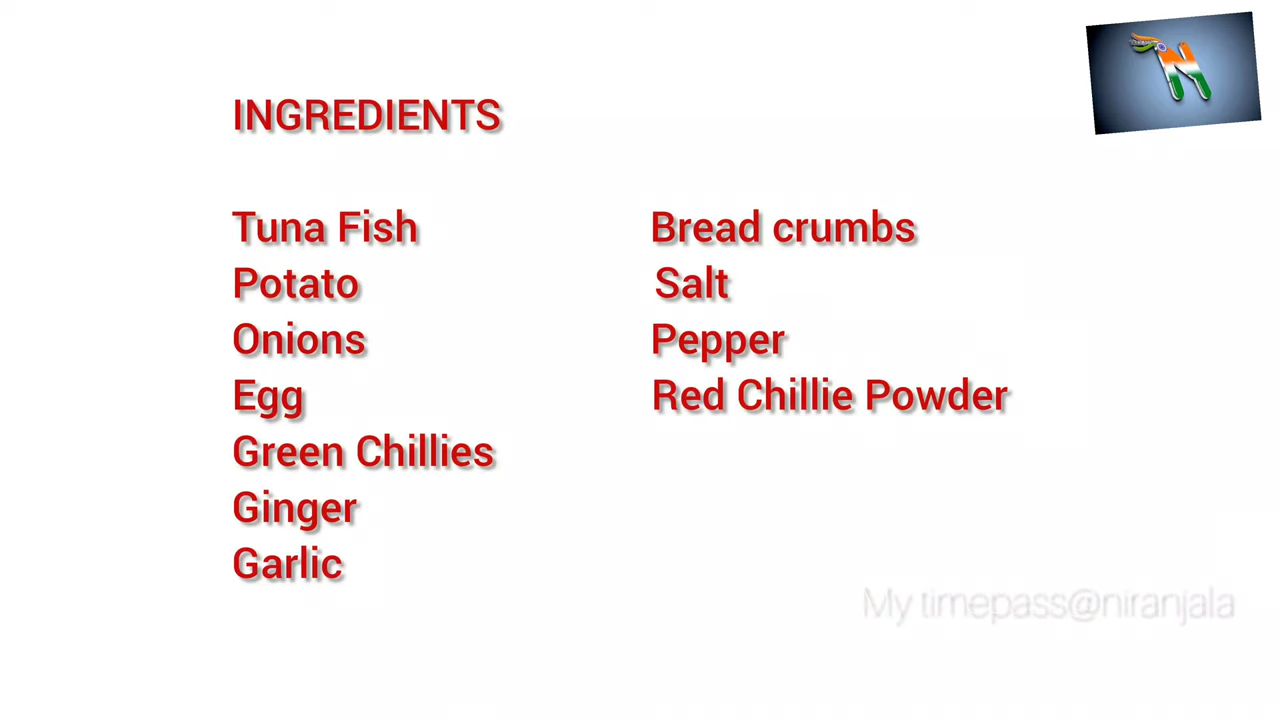 INGREDIENTS
Tuna Fish
Potato
Onions
Egg
Green Chillies
Ginger
Garlic
Bread crumbs
Salt
Pepper
Red Chillie Powder
My timepass@niranjala
N